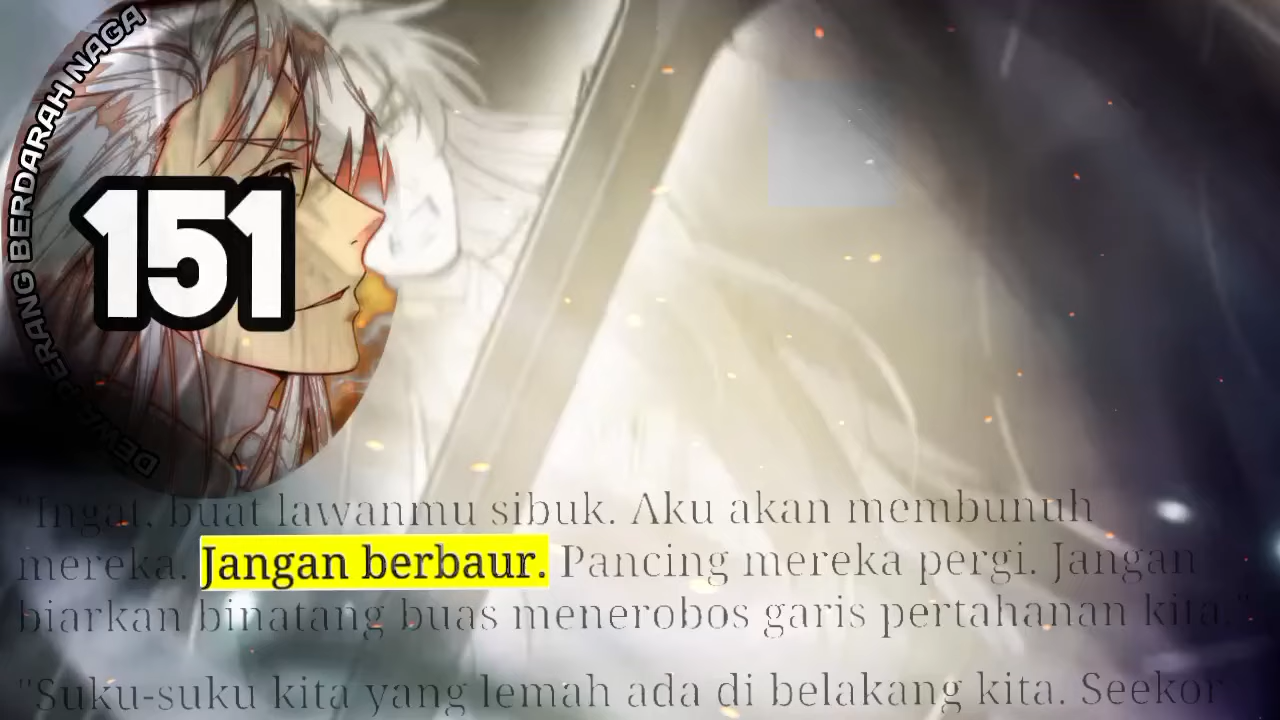 DEWA PERANG BERDARAH NAGA
151
"Ingat, buat lawanmu sibuk. Aku akan membunuh
mereka. Jangan berbaur. Pancing mereka pergi. Jangan
biarkan binatang buas menerobos garis pertahanan kita."
"Suku-suku kita yang lemah ada di belakang kita. Seekor